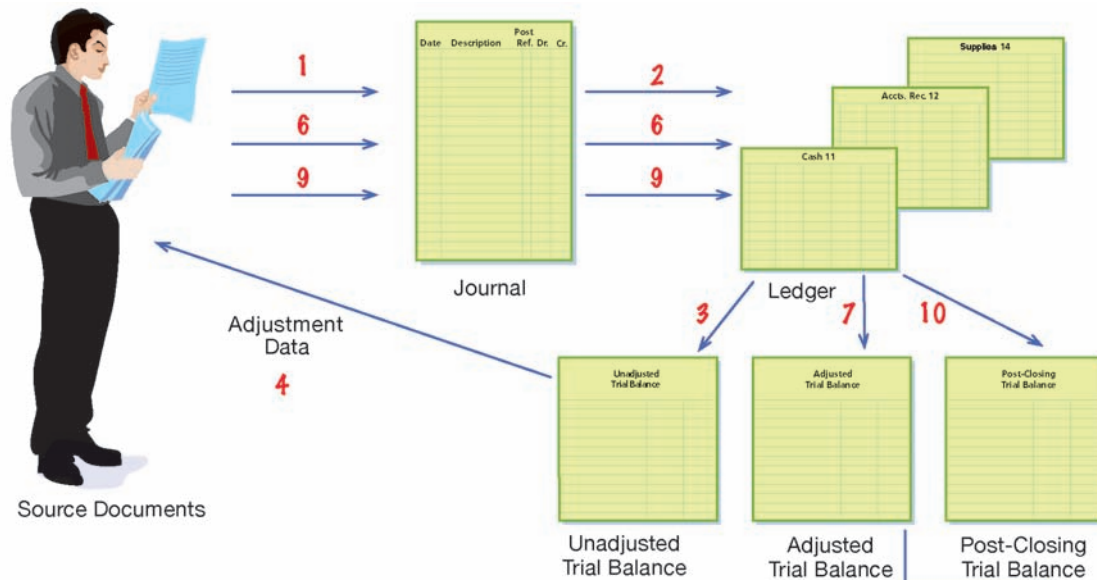 Post
Date Description Ref. Dr. Cr.
1
6
9
Journal
2
6
9
Supplies 14
Accts. Rec. 12
Cash 11
Ledger
Adjustment
Data
4
3
7
10
Source Documents
Unadjusted
Trial Balance
Adjusted
Trial Balance
Post-Closing
Trial Balance
Unadjusted
Trial Balance
Adjusted
Trial Balance
Post-Closing
Trial Balance